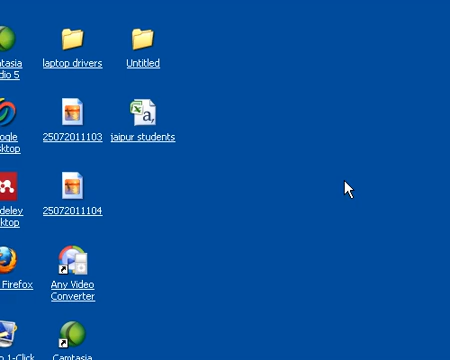 tasia
dio 5
laptop drivers
Untitled
ogle
sktop
25072011103
jaipur students
deley
ktop
25072011104
Firefox
Any Video
Converter
1-Click
Camtasia